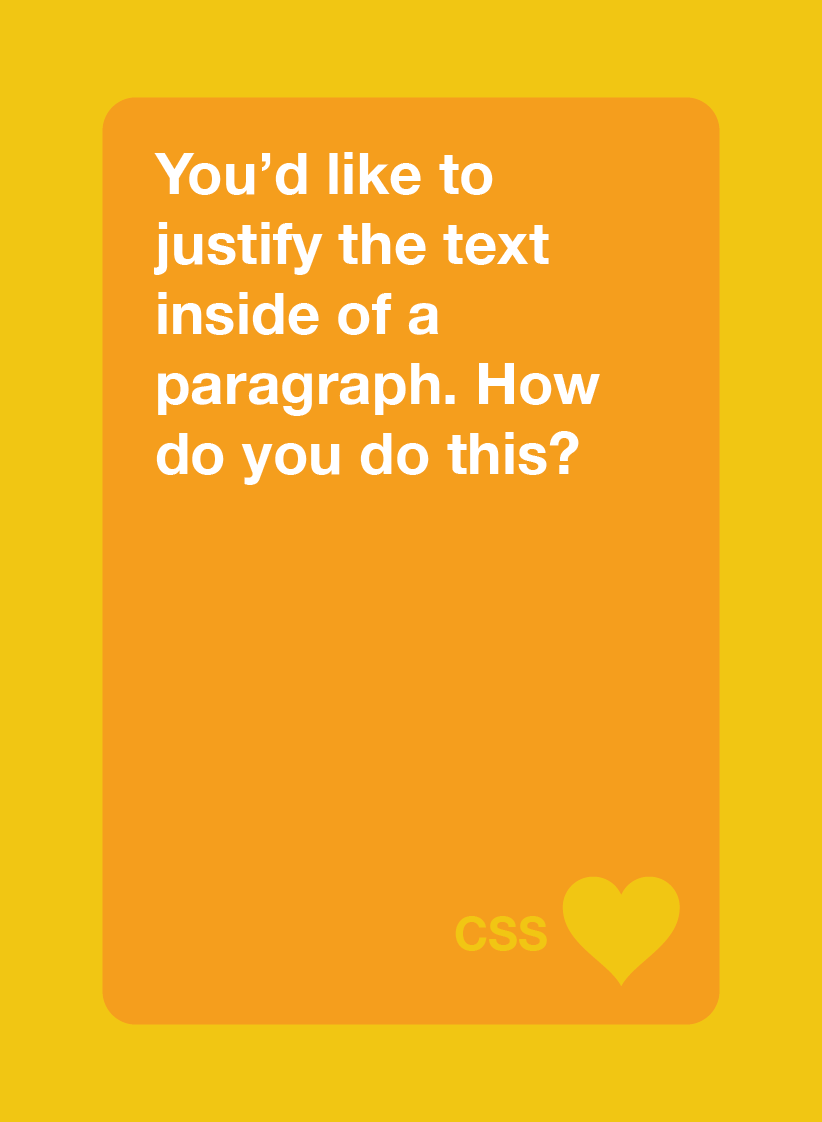 You’d like to
justify the text
inside of a
paragraph. How
do you do this?
CSS